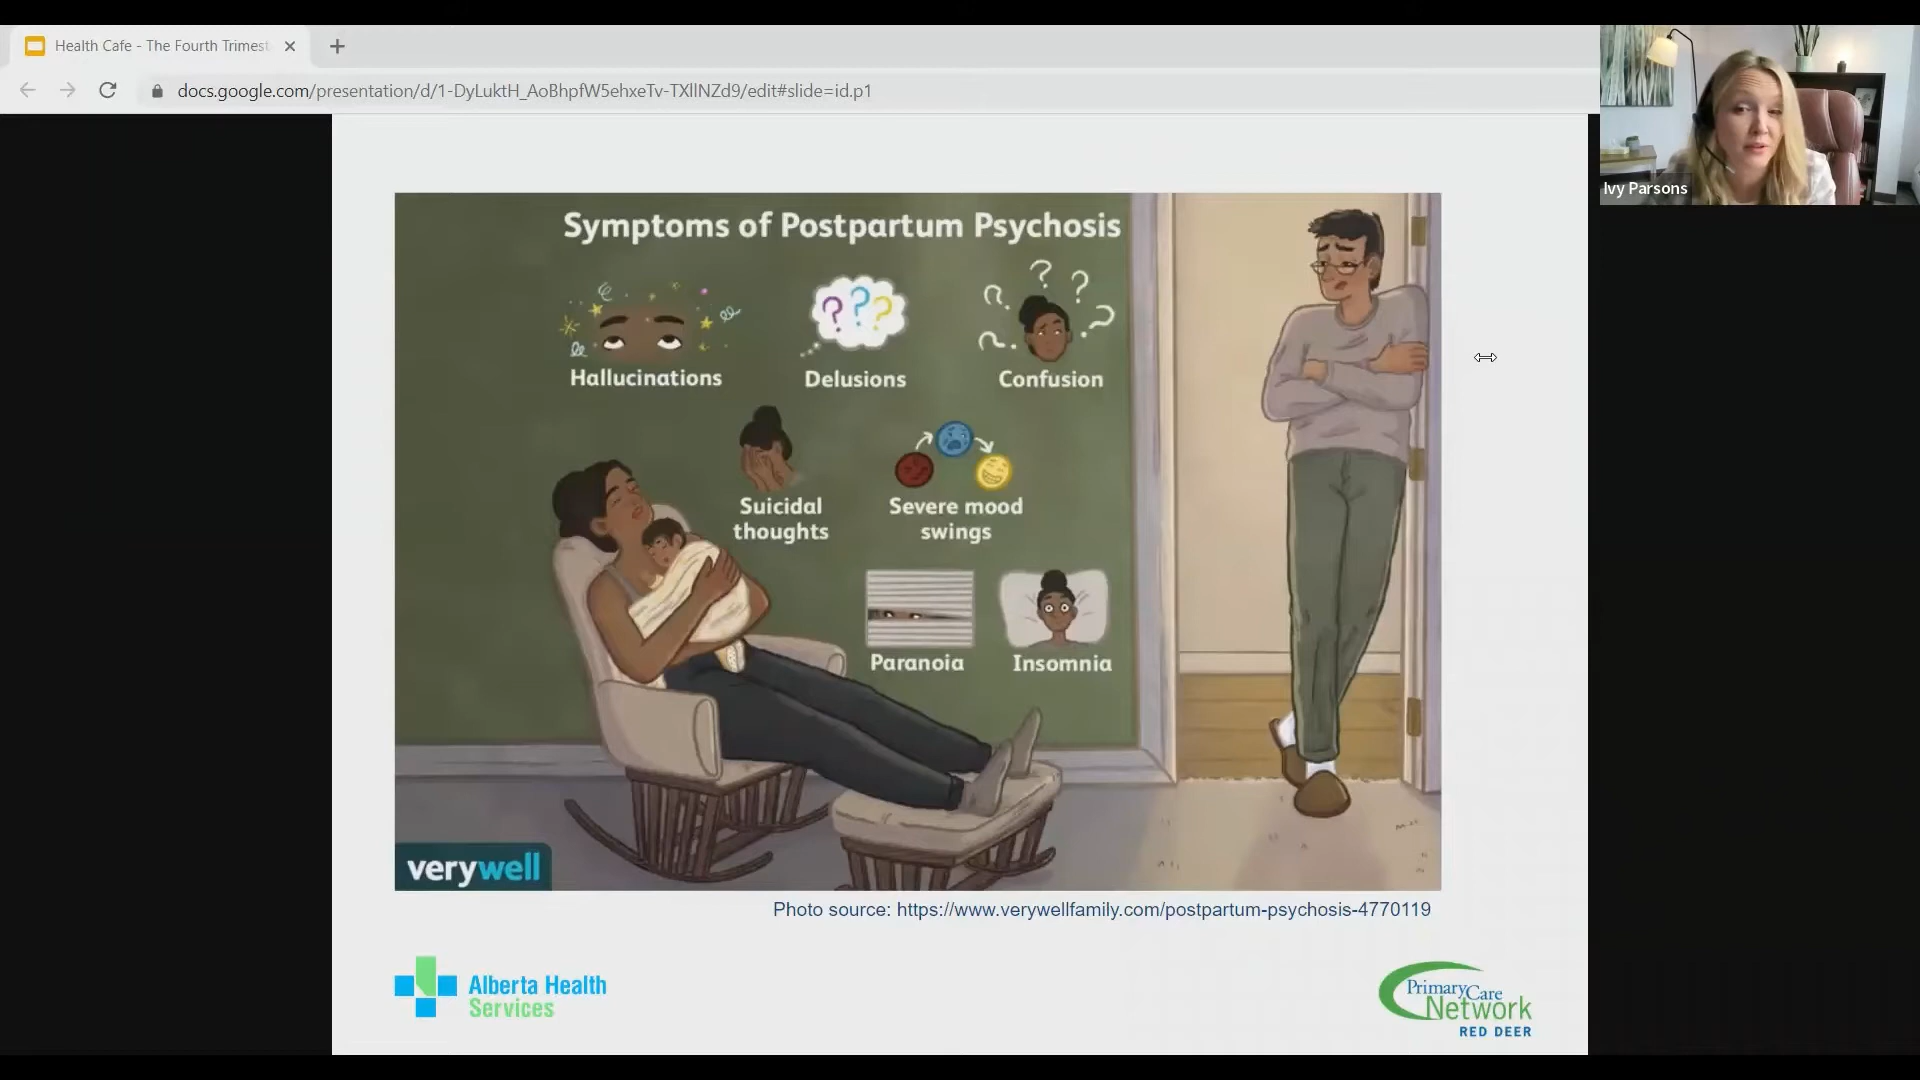 Health Cafe - The Fourth Trimest
docs.google.com/presentation/d/1-DyLuktH_AoBhpfW5ehxeTv-TXllNZd9/edit#slide=id.p1
Ivy Parsons
Symptoms of Postpartum Psychosis
? ? ?
Hallucinations
Delusions
Confusion
Suicidal
thoughts
Severe mood
swings
Paranoia
Insomnia
verywell
Photo source: https://www.verywellfamily.com/postpartum-psychosis-4770119
Alberta Health
Services
PrimaryCare
Network
RED DEER